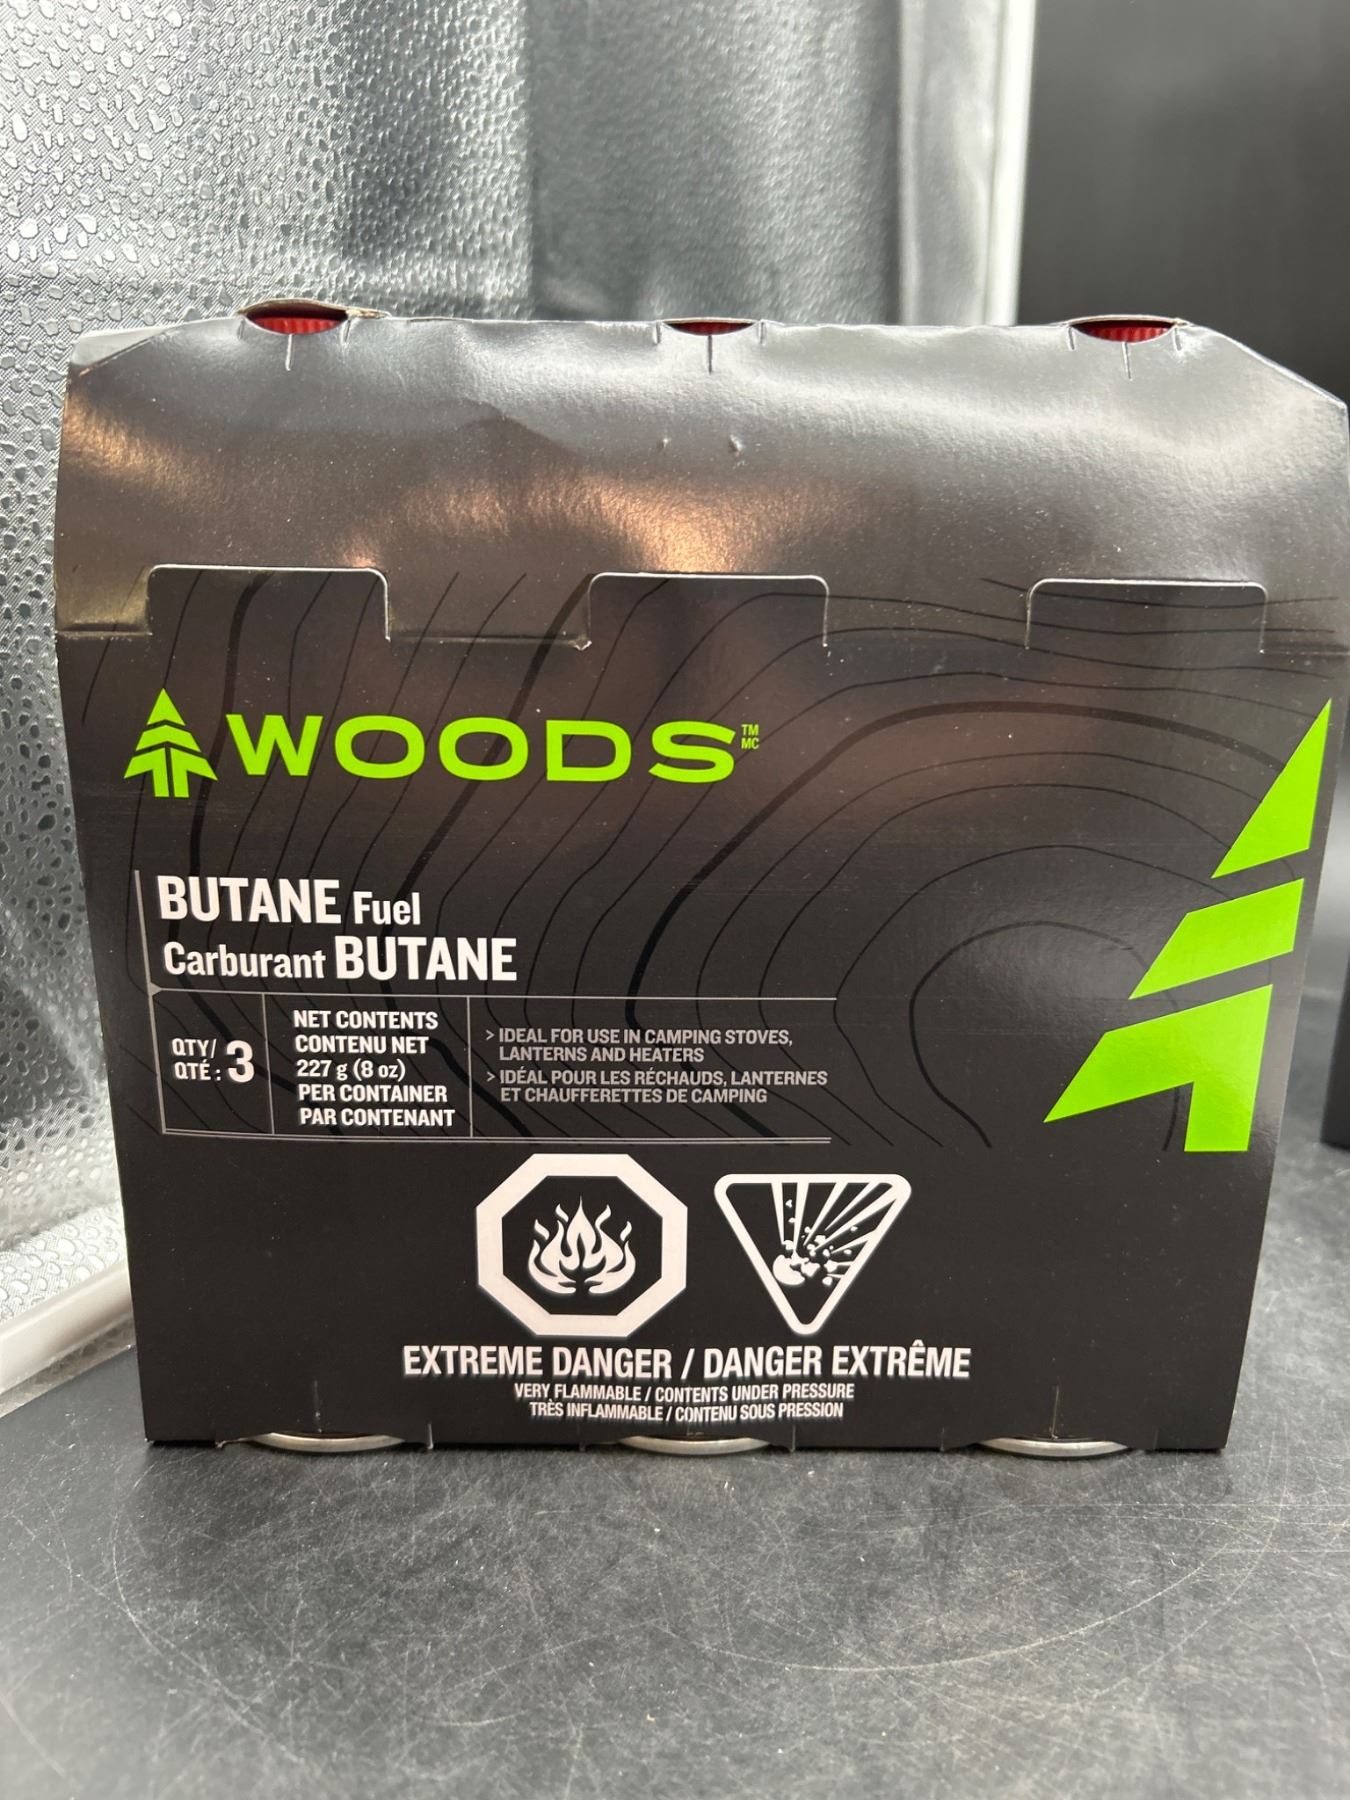 WOODS TM MC
BUTANE Fuel
Carburant BUTANE
QTY/
QTÉ : 3
NET CONTENTS
CONTENU NET
227 g (8 oz)
PER CONTAINER
PAR CONTENANT
> IDEAL FOR USE IN CAMPING STOVES,
LANTERNS AND HEATERS
> IDÉAL POUR LES RÉCHAUDS, LANTERNES
ET CHAUFFERETTES DE CAMPING
EXTREME DANGER / DANGER EXTRÊME
VERY FLAMMABLE / CONTENTS UNDER PRESSURE
TRÈS INFLAMMABLE / CONTENU SOUS PRESSION